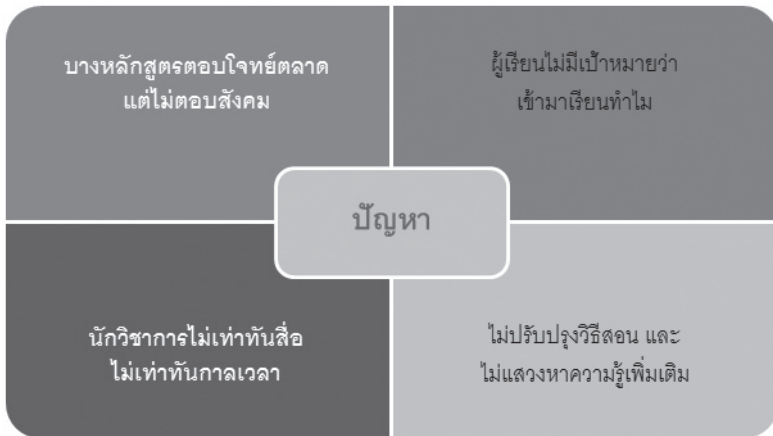 บางหลักสูตรตอบโจทย์ตลาด
แต่ไม่ตอบสังคม
ผู้เรียนไม่มีเป้าหมายว่า
เข้ามาเรียนทำไม
ปัญหา
นักวิชาการไม่เท่าทันสื่อ
ไม่เท่าทันกาลเวลา
ไม่ปรับปรุงวิธีสอน และ
ไม่แสวงหาความรู้เพิ่มเติม